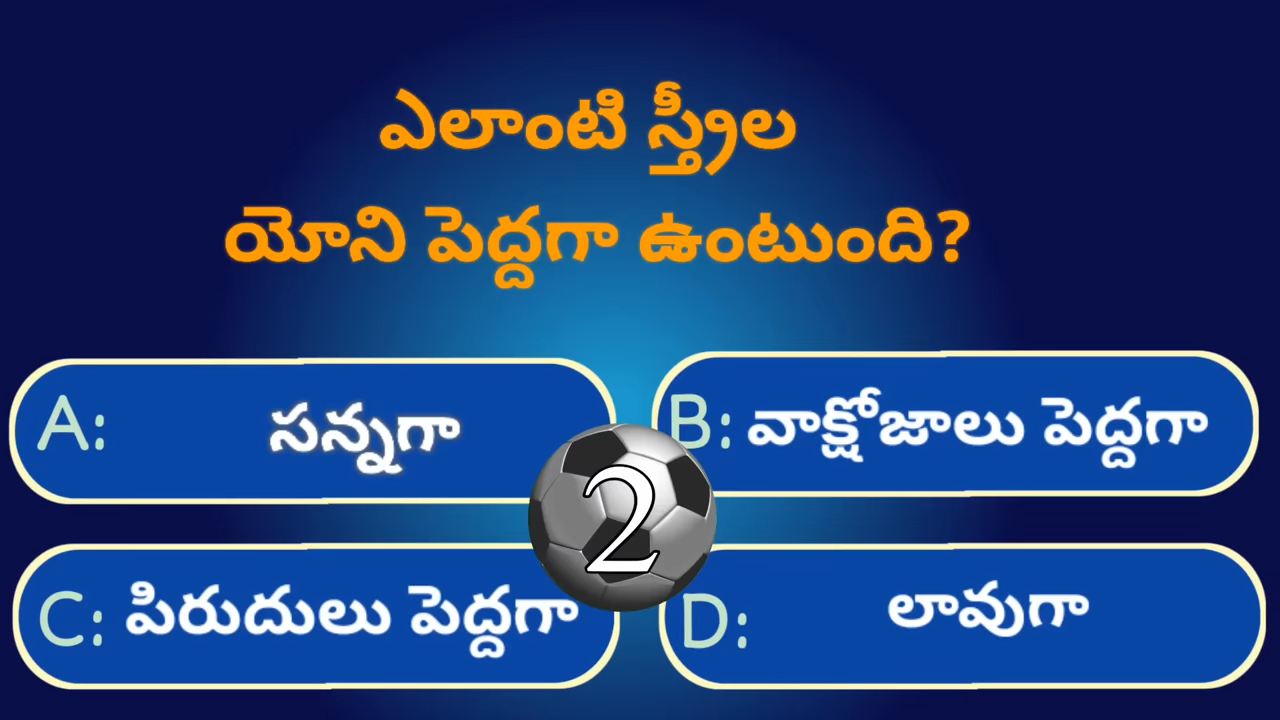 ఎలాంటి స్త్రీల
యోని పెద్దగా ఉంటుంది?
A: సన్నగా
B: వాక్షోజాలు పెద్దగా
2
C: పిరుదులు పెద్దగా
D: లావుగా